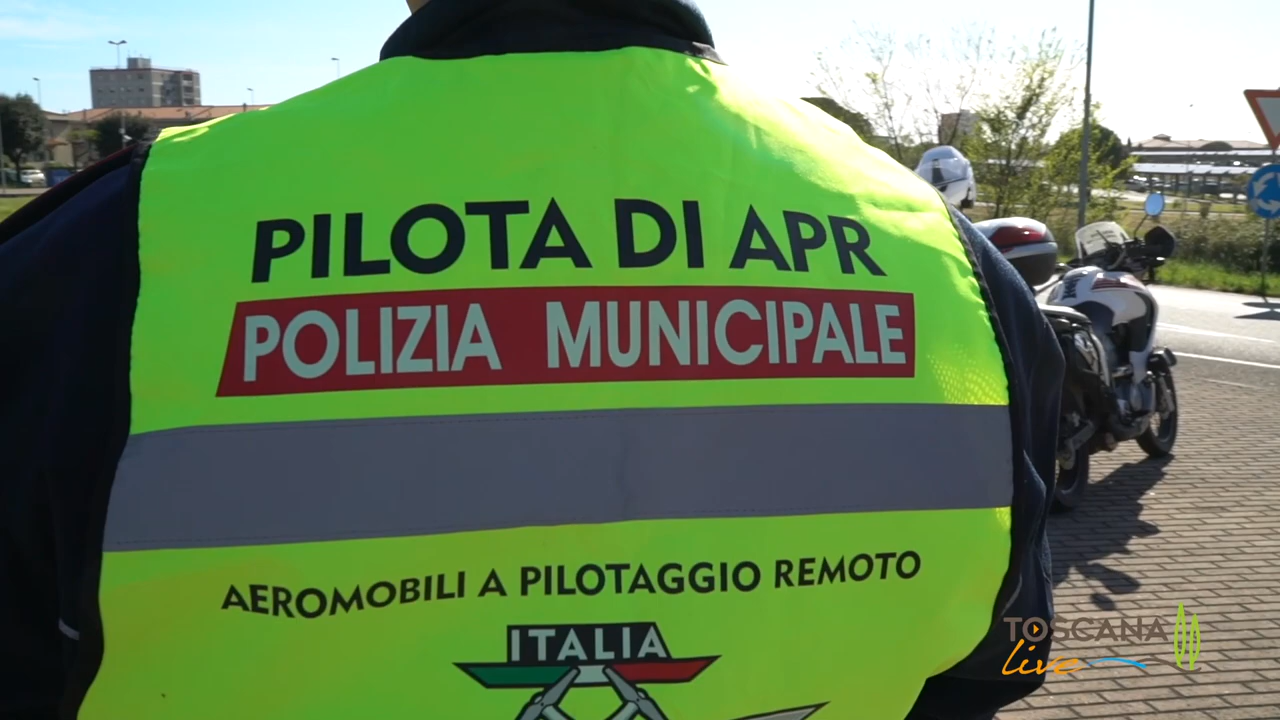 PILOTA DI APR
POLIZIA MUNICIPALE
AEROMOBILI A PILOTAGGIO REMOTO
ITALIA
TOSCANA
live